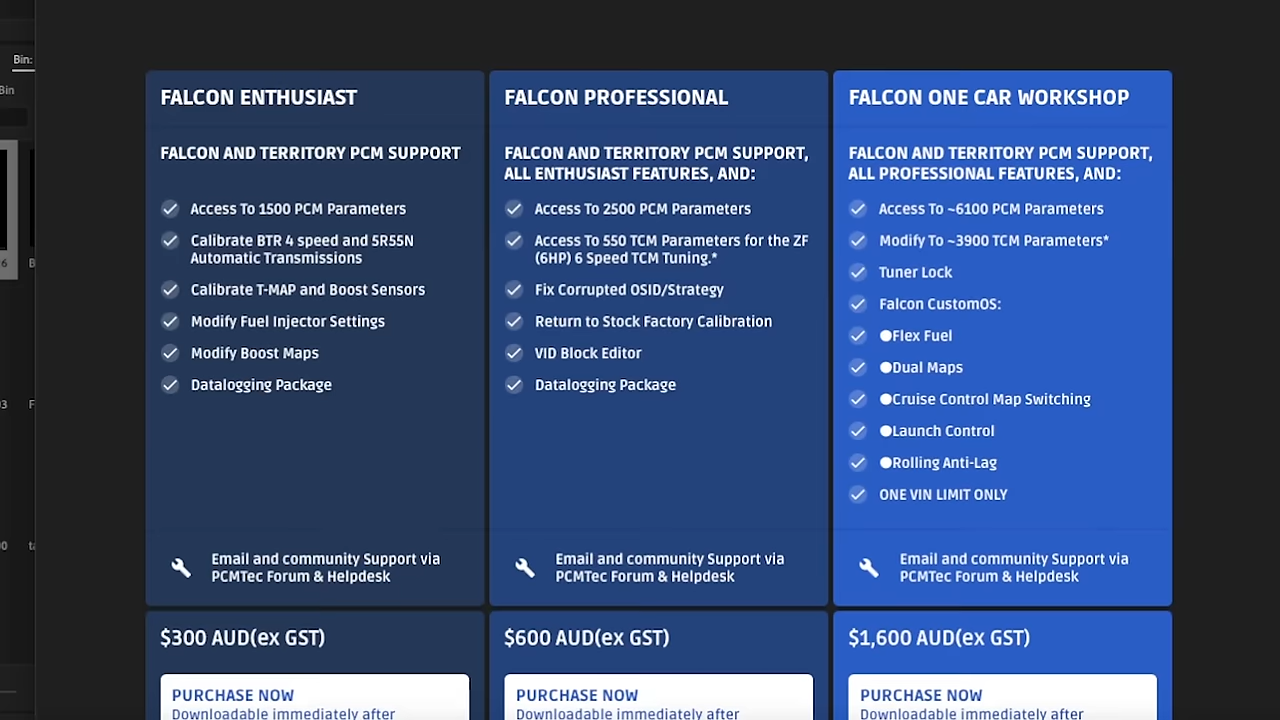 Bin:
Bin
FALCON ENTHUSIAST
FALCON AND TERRITORY PCM SUPPORT
Access To 1500 PCM Parameters
Calibrate BTR 4 speed and 5R55N
Automatic Transmissions
Calibrate T-MAP and Boost Sensors
Modify Fuel Injector Settings
Modify Boost Maps
Datalogging Package
Email and community Support via
PCMTec Forum & Helpdesk
$300 AUD(ex GST)
PURCHASE NOW
Downloadable immediately after
FALCON PROFESSIONAL
FALCON AND TERRITORY PCM SUPPORT,
ALL ENTHUSIAST FEATURES, AND:
Access To 2500 PCM Parameters
Access To 550 TCM Parameters for the ZF
(6HP) 6 Speed TCM Tuning.*
Fix Corrupted OSID/Strategy
Return to Stock Factory Calibration
VID Block Editor
Datalogging Package
Email and community Support via
PCMTec Forum & Helpdesk
$600 AUD(ex GST)
PURCHASE NOW
Downloadable immediately after
FALCON ONE CAR WORKSHOP
FALCON AND TERRITORY PCM SUPPORT,
ALL PROFESSIONAL FEATURES, AND:
Access To ~6100 PCM Parameters
Modify To ~3900 TCM Parameters*
Tuner Lock
Falcon CustomOS:
●Flex Fuel
●Dual Maps
●Cruise Control Map Switching
●Launch Control
●Rolling Anti-Lag
ONE VIN LIMIT ONLY
Email and community Support via
PCMTec Forum & Helpdesk
$1,600 AUD(ex GST)
PURCHASE NOW
Downloadable immediately after